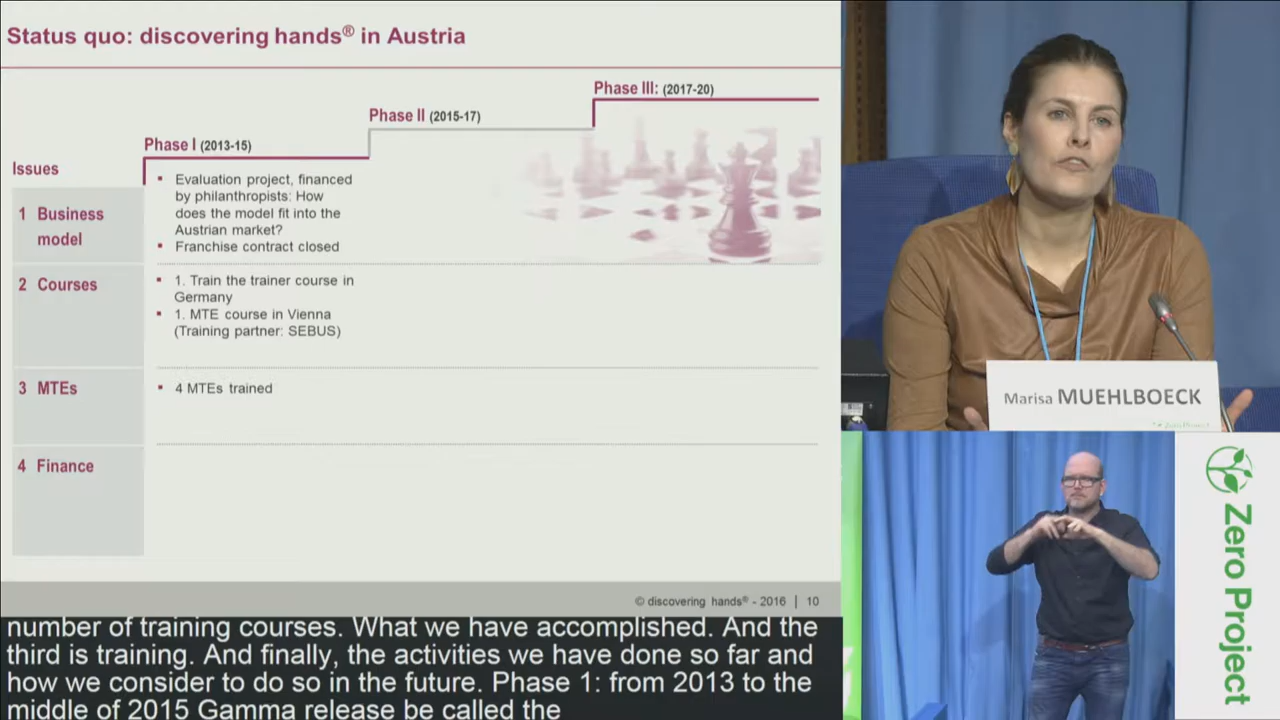 Status quo: discovering hands® in Austria
Phase III: (2017-20)
Phase II (2015-17)
Phase I (2013-15)
Issues
1 Business
model
▪ Evaluation project, financed
by philanthropists: How
does the model fit into the
Austrian market?
▪ Franchise contract closed
2 Courses
▪ 1. Train the trainer course in
Germany
▪ 1. MTE course in Vienna
(Training partner: SEBUS)
3 MTEs
▪ 4 MTEs trained
4 Finance
© discovering hands® - 2016 | 10
number of training courses. What we have accomplished. And the
third is training. And finally, the activities we have done so far and
how we consider to do so in the future. Phase 1: from 2013 to the
middle of 2015 Gamma release be called the
Marisa MUEHLBOECK
Zero Project